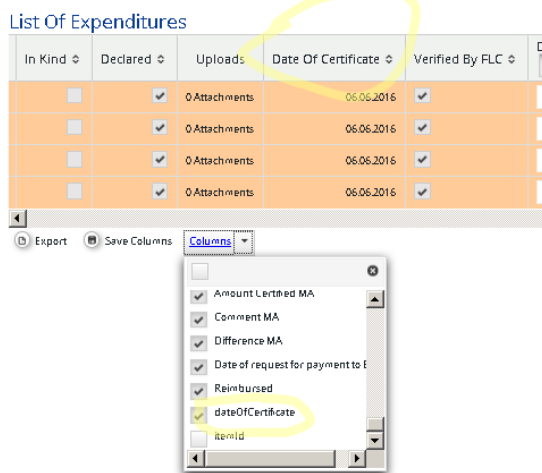 List Of Expenditures
In Kind Declared Uploads Date Of Certificate Verified By FLC D
0 Attachments 06.06.2016
0 Attachments 06.06.2016
0 Attachments 06.06.2016
0 Attachments 06.06.2016
Export Save Columns Columns
Amount Certified MA
Comment MA
Difference MA
Date of request for payment to E
Reimbursed
dateOfCertificate
itemId